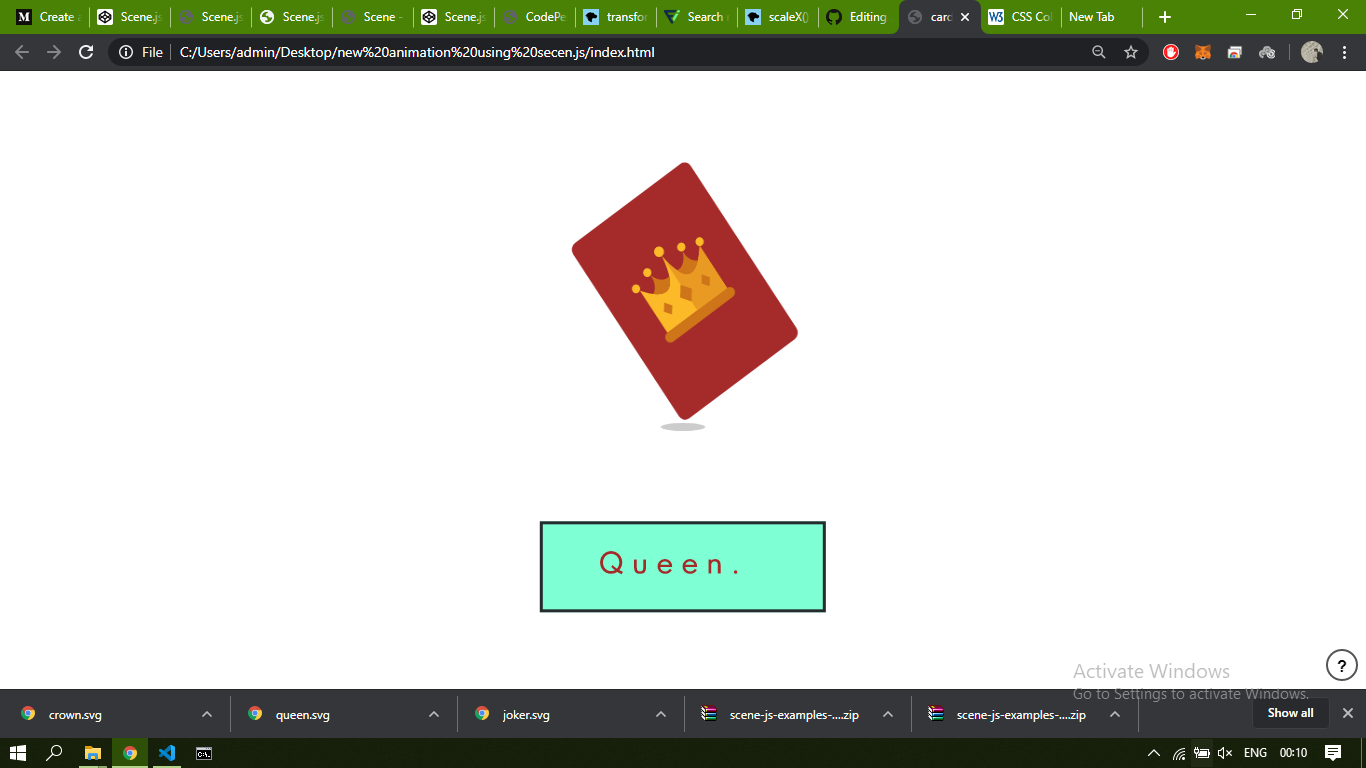 Create A
Scene.js
Scene.js
Scene.js
Scene -
Scene.js
CodePe
transfor
Search
scaleX()
Editing
card
CSS Col
New Tab
File | C:/Users/admin/Desktop/new%20animation%20using%20secen.js/index.html
Queen.
?
Activate Windows
Go to Settings to activate Windows.
crown.svg
queen.svg
joker.svg
scene-js-examples-....zip
scene-js-examples-....zip
Show all
ENG
00:10